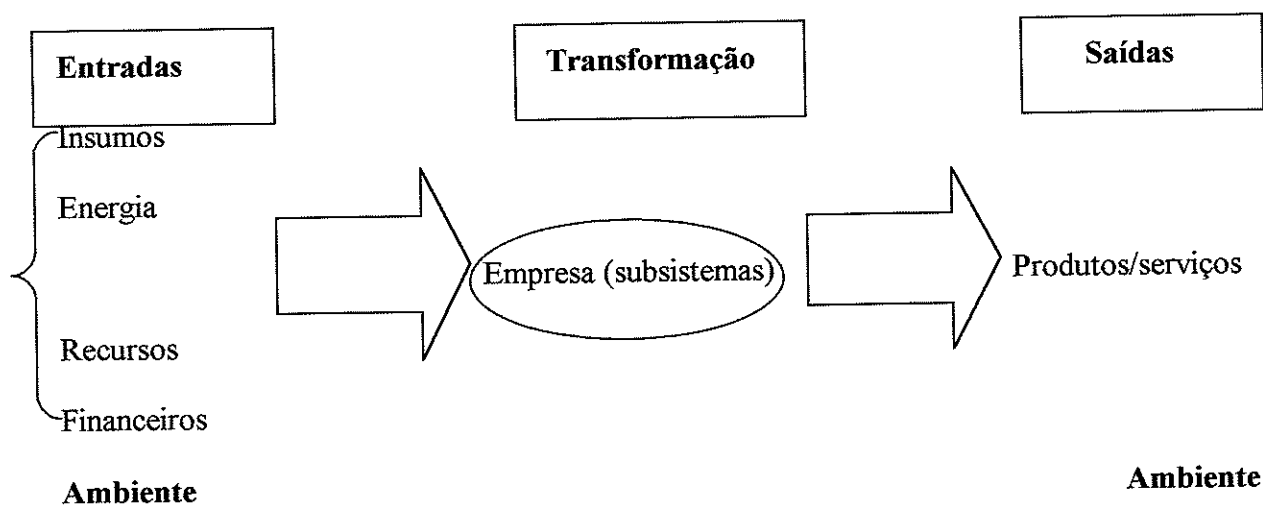 Entradas
Transformação
Saídas
Insumos
Energia
Empresa (subsistemas)
Produtos/serviços
Recursos
Financeiros
Ambiente
Ambiente